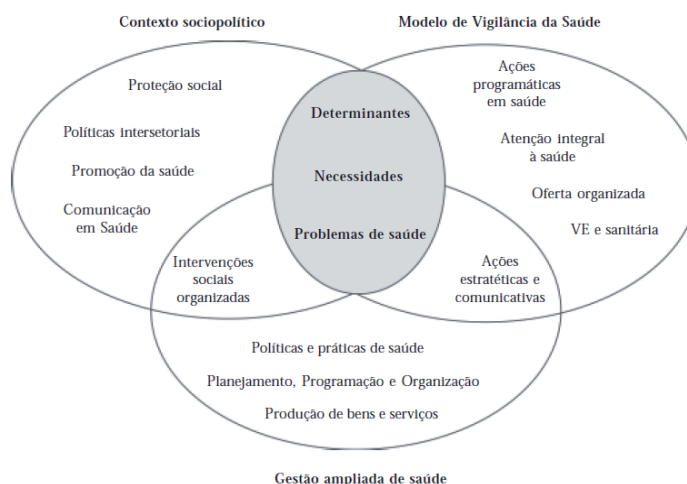 Contexto sociopolítico
Modelo de Vigilância da Saúde
Proteção social
Políticas intersetoriais
Promoção da saúde
Comunicação
em Saúde
Determinantes
Necessidades
Problemas de saúde
Ações
programáticas
em saúde
Atenção integral
à saúde
Oferta organizada
VE e sanitária
Intervenções
sociais
organizadas
Ações
estratéticas e
comunicativas
Políticas e práticas de saúde
Planejamento, Programação e Organização
Produção de bens e serviços
Gestão ampliada de saúde